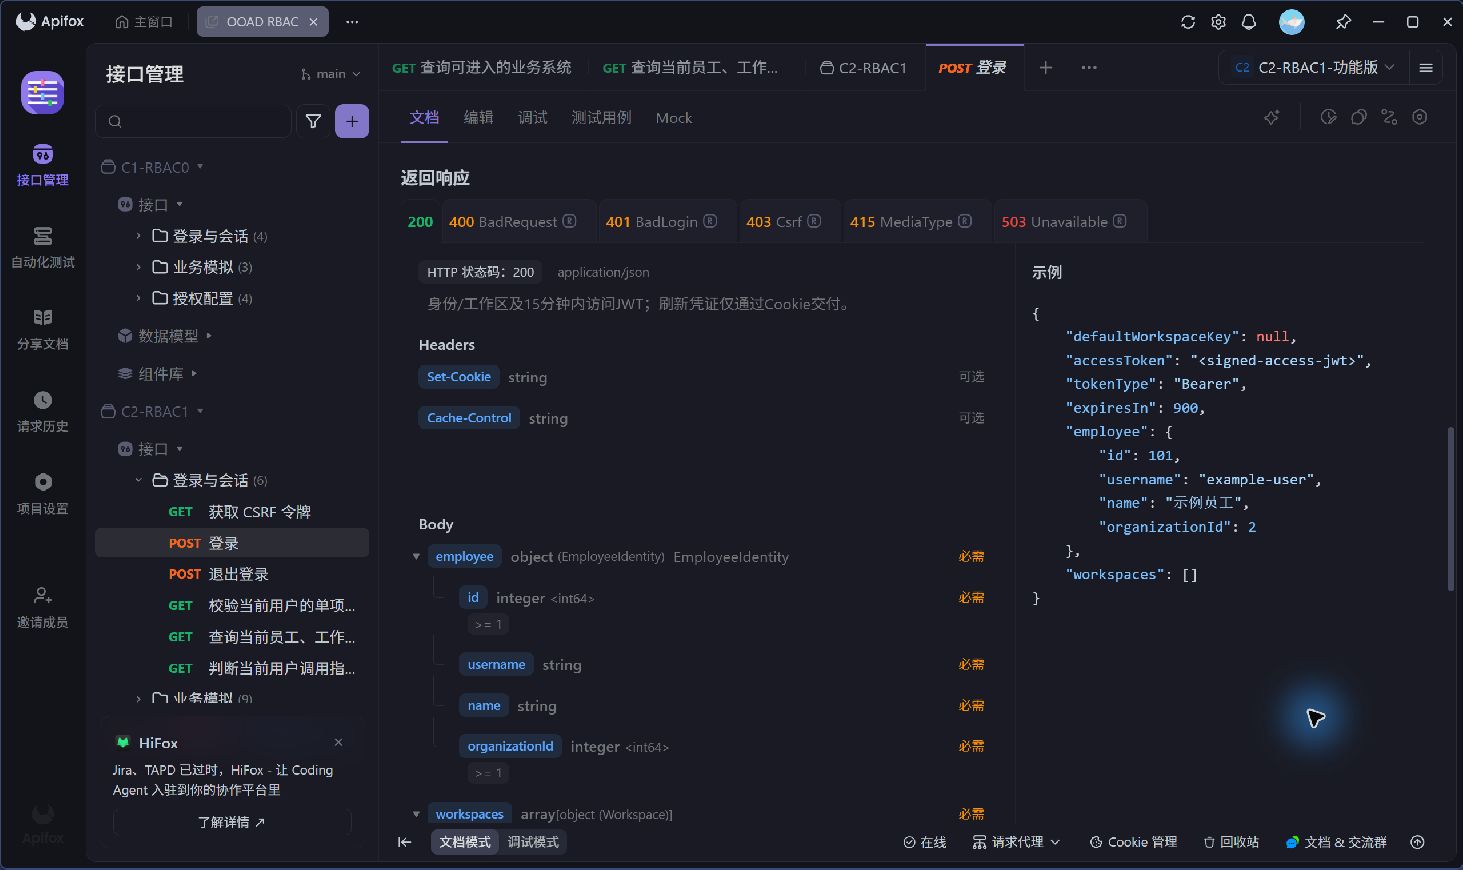 Apifox
主窗口
OOAD RBAC
接口管理
main
GET 查询可进入的业务系统
GET 查询当前员工、工作...
C2-RBAC1
POST 登录
C2 C2-RBAC1-功能版
文档
编辑
调试
测试用例
Mock
接口管理
自动化测试
分享文档
请求历史
项目设置
邀请成员
Apifox
C1-RBAC0
接口
登录与会话 (4)
业务模拟 (3)
授权配置 (4)
数据模型
组件库
C2-RBAC1
接口
登录与会话 (6)
GET 获取 CSRF 令牌
POST 登录
POST 退出登录
GET 校验当前用户的单项...
GET 查询当前员工、工作...
GET 判断当前用户调用指...
业务模拟 (9)
HiFox
Jira、TAPD 已过时，HiFox - 让 Coding
Agent 入驻到你的协作平台里
了解详情 ↗
返回响应
200
400 BadRequest R
401 BadLogin R
403 Csrf R
415 MediaType R
503 Unavailable R
HTTP 状态码：200 application/json
身份/工作区及15分钟内访问JWT；刷新凭证仅通过Cookie交付。
Headers
Set-Cookie string 可选
Cache-Control string 可选
Body
employee object (EmployeeIdentity) EmployeeIdentity 必需
id integer <int64> 必需
>= 1
username string 必需
name string 必需
organizationId integer <int64> 必需
>= 1
workspaces array[object (Workspace)] 必需
示例
{
"defaultWorkspaceKey": null,
"accessToken": "<signed-access-jwt>",
"tokenType": "Bearer",
"expiresIn": 900,
"employee": {
"id": 101,
"username": "example-user",
"name": "示例员工",
"organizationId": 2
},
"workspaces": []
}
文档模式
调试模式
在线
请求代理
Cookie 管理
回收站
文档 & 交流群